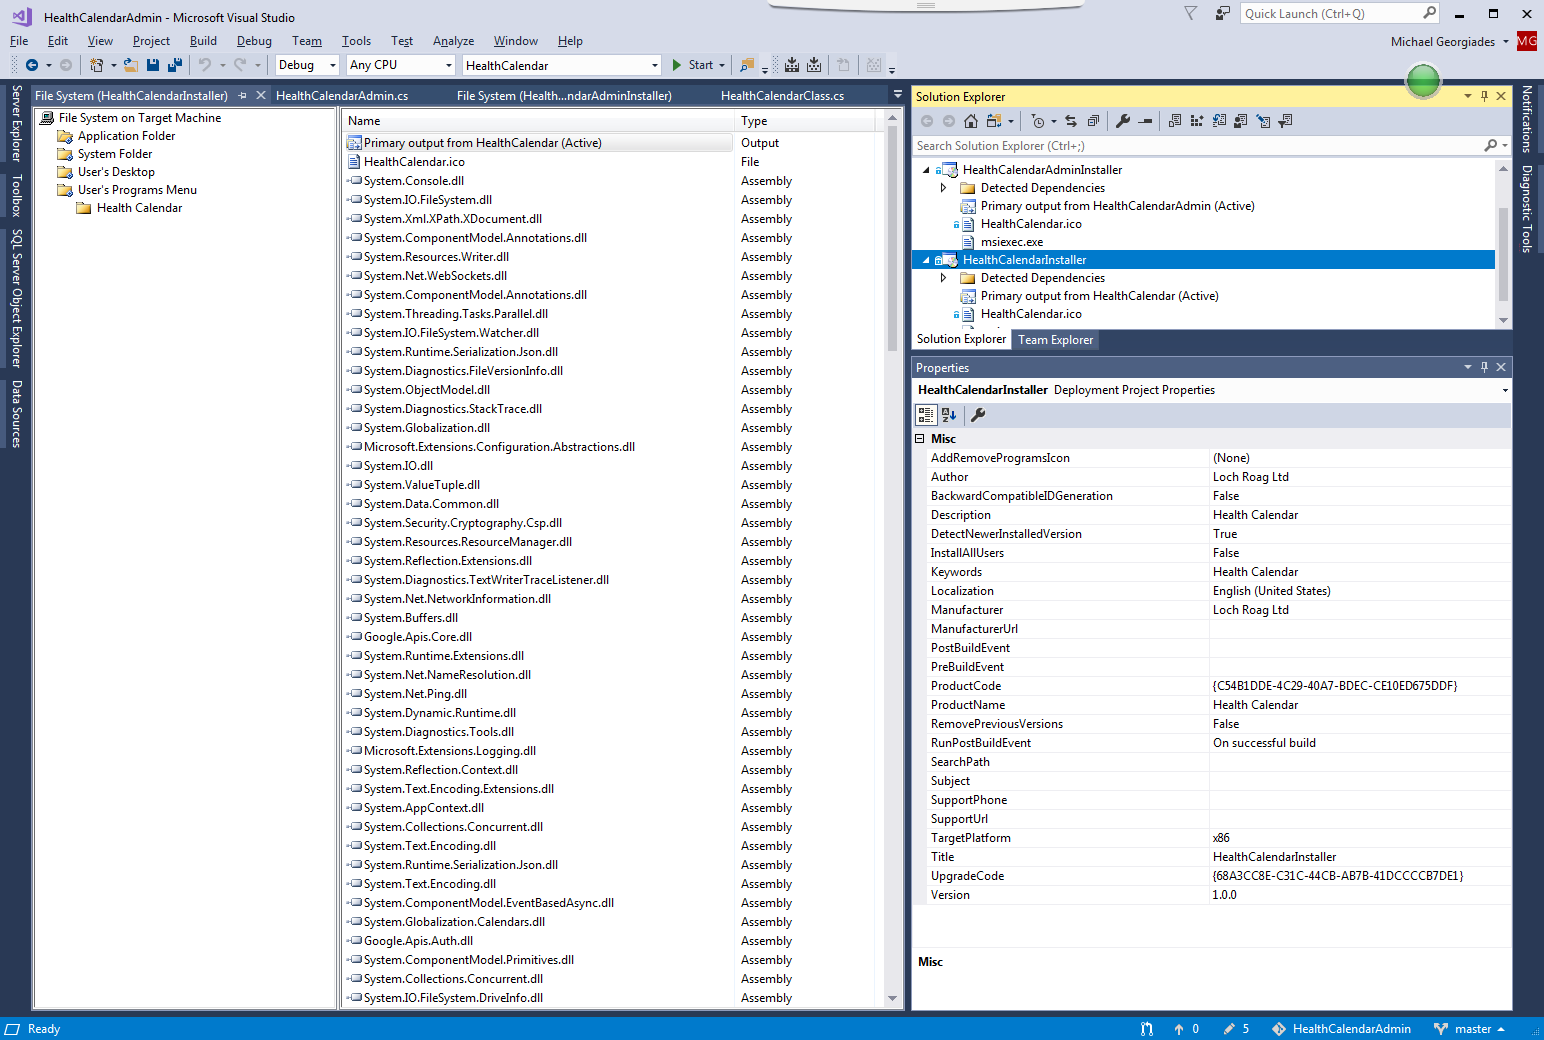 HealthCalendarAdmin - Microsoft Visual Studio
Quick Launch (Ctrl+Q)
File Edit View Project Build Debug Team Tools Test Analyze Window Help
Michael Georgiades MG
Debug Any CPU HealthCalendar Start
Server Explorer
Toolbox
SQL Server Object Explorer
Data Sources
File System (HealthCalendarInstaller) HealthCalendarAdmin.cs File System (Health...ndarAdminInstaller) HealthCalendarClass.cs
File System on Target Machine
Application Folder
System Folder
User's Desktop
User's Programs Menu
Health Calendar
Name Type
Primary output from HealthCalendar (Active) Output
HealthCalendar.ico File
System.Console.dll Assembly
System.IO.FileSystem.dll Assembly
System.Xml.XPath.XDocument.dll Assembly
System.ComponentModel.Annotations.dll Assembly
System.Resources.Writer.dll Assembly
System.Net.WebSockets.dll Assembly
System.ComponentModel.Annotations.dll Assembly
System.Threading.Tasks.Parallel.dll Assembly
System.IO.FileSystem.Watcher.dll Assembly
System.Runtime.Serialization.Json.dll Assembly
System.Diagnostics.FileVersionInfo.dll Assembly
System.ObjectModel.dll Assembly
System.Diagnostics.StackTrace.dll Assembly
System.Globalization.dll Assembly
Microsoft.Extensions.Configuration.Abstractions.dll Assembly
System.IO.dll Assembly
System.ValueTuple.dll Assembly
System.Data.Common.dll Assembly
System.Security.Cryptography.Csp.dll Assembly
System.Resources.ResourceManager.dll Assembly
System.Reflection.Extensions.dll Assembly
System.Diagnostics.TextWriterTraceListener.dll Assembly
System.Net.NetworkInformation.dll Assembly
System.Buffers.dll Assembly
Google.Apis.Core.dll Assembly
System.Runtime.Extensions.dll Assembly
System.Net.NameResolution.dll Assembly
System.Net.Ping.dll Assembly
System.Dynamic.Runtime.dll Assembly
System.Diagnostics.Tools.dll Assembly
Microsoft.Extensions.Logging.dll Assembly
System.Reflection.Context.dll Assembly
System.Text.Encoding.Extensions.dll Assembly
System.AppContext.dll Assembly
System.Collections.Concurrent.dll Assembly
System.Text.Encoding.dll Assembly
System.Runtime.Serialization.Json.dll Assembly
System.Text.Encoding.dll Assembly
System.ComponentModel.EventBasedAsync.dll Assembly
System.Globalization.Calendars.dll Assembly
Google.Apis.Auth.dll Assembly
System.ComponentModel.Primitives.dll Assembly
System.Collections.Concurrent.dll Assembly
System.IO.FileSystem.DriveInfo.dll Assembly
Solution Explorer
Search Solution Explorer (Ctrl+;)
HealthCalendarAdminInstaller
Detected Dependencies
Primary output from HealthCalendarAdmin (Active)
HealthCalendar.ico
msiexec.exe
HealthCalendarInstaller
Detected Dependencies
Primary output from HealthCalendar (Active)
HealthCalendar.ico
Solution Explorer Team Explorer
Properties
HealthCalendarInstaller Deployment Project Properties
Misc
AddRemoveProgramsIcon (None)
Author Loch Roag Ltd
BackwardCompatibleIDGeneration False
Description Health Calendar
DetectNewerInstalledVersion True
InstallAllUsers False
Keywords Health Calendar
Localization English (United States)
Manufacturer Loch Roag Ltd
ManufacturerUrl
PostBuildEvent
PreBuildEvent
ProductCode {C54B1DDE-4C29-40A7-BDEC-CE10ED675DDF}
ProductName Health Calendar
RemovePreviousVersions False
RunPostBuildEvent On successful build
SearchPath
Subject
SupportPhone
SupportUrl
TargetPlatform x86
Title HealthCalendarInstaller
UpgradeCode {68A3CC8E-C31C-44CB-AB7B-41DCCCCB7DE1}
Version 1.0.0
Misc
Notifications
Diagnostic Tools
Ready 0 5 HealthCalendarAdmin master